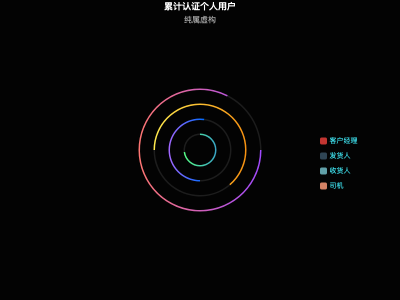 累计认证个人用户
纯属虚构
客户经理
发货人
收货人
司机